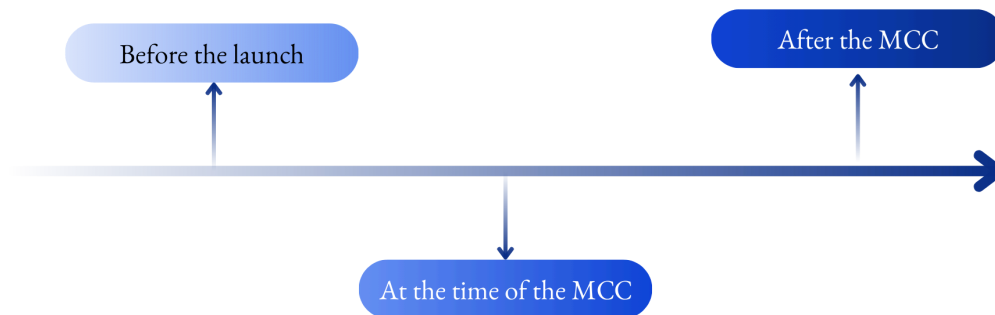 Before the launch
After the MCC
At the time of the MCC